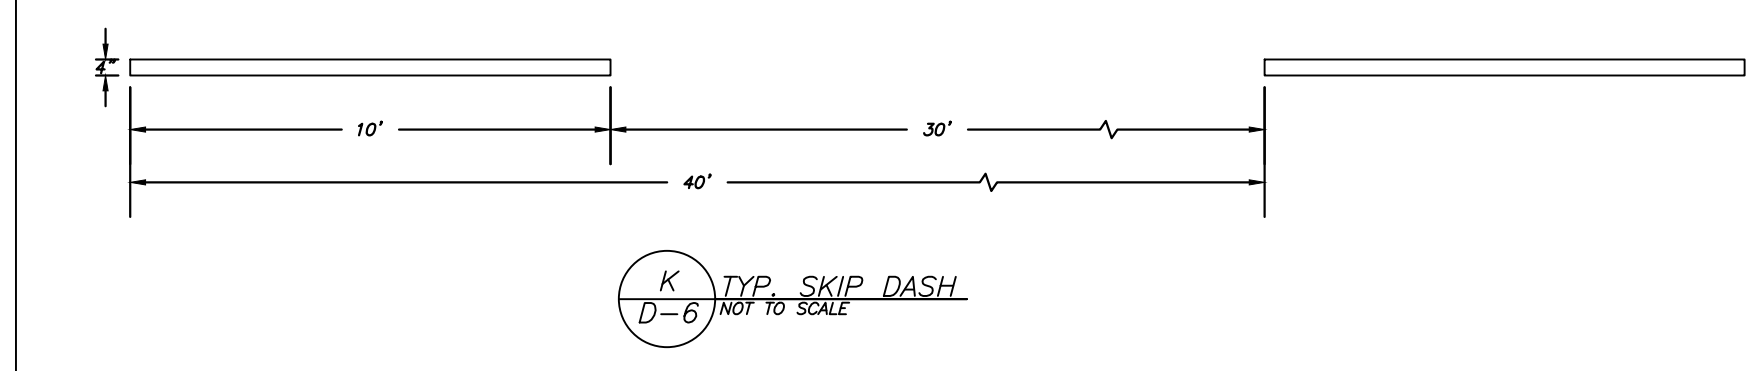 4"
10'
30'
40'
K
TYP. SKIP DASH
D-6
NOT TO SCALE